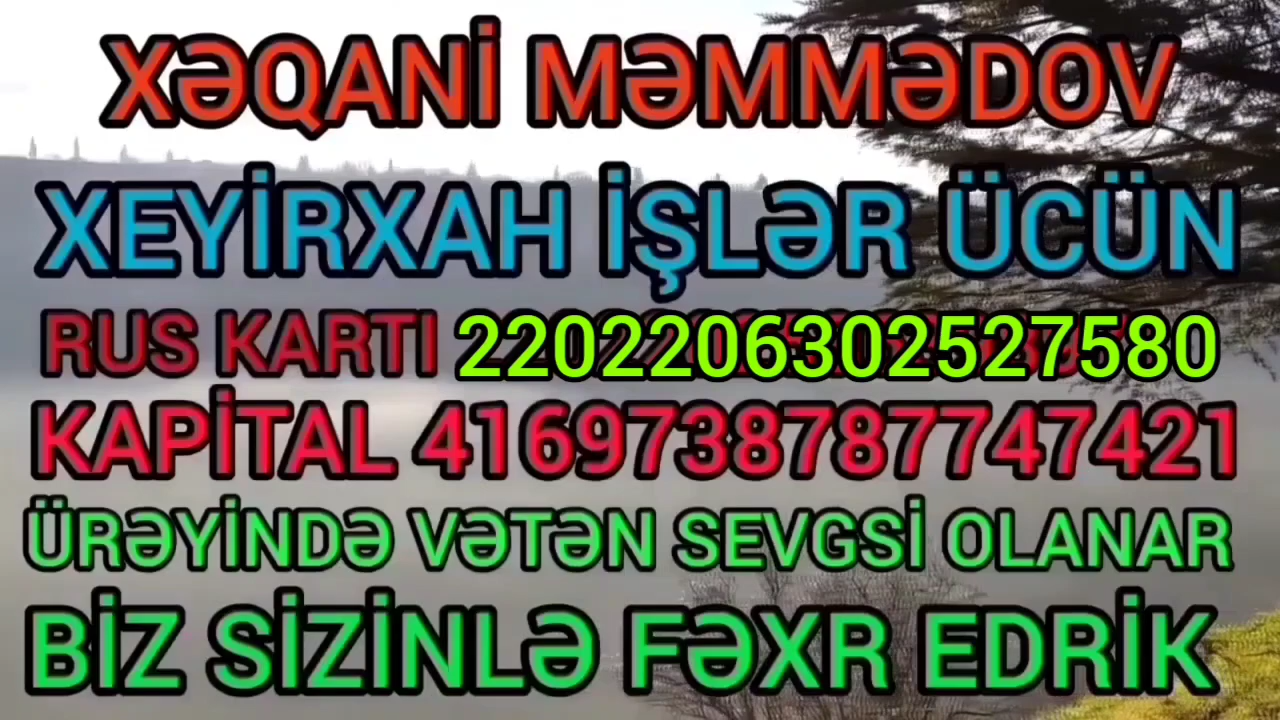 XƏQANİ MƏMMƏDOV
XEYİRXAH İŞLƏR ÜCÜN
RUS KARTI 2202206302527580
KAPİTAL 4169738787747421
ÜRƏYİNDƏ VƏTƏN SEVGSİ OLANAR
BİZ SİZİNLƏ FƏXR EDRİK